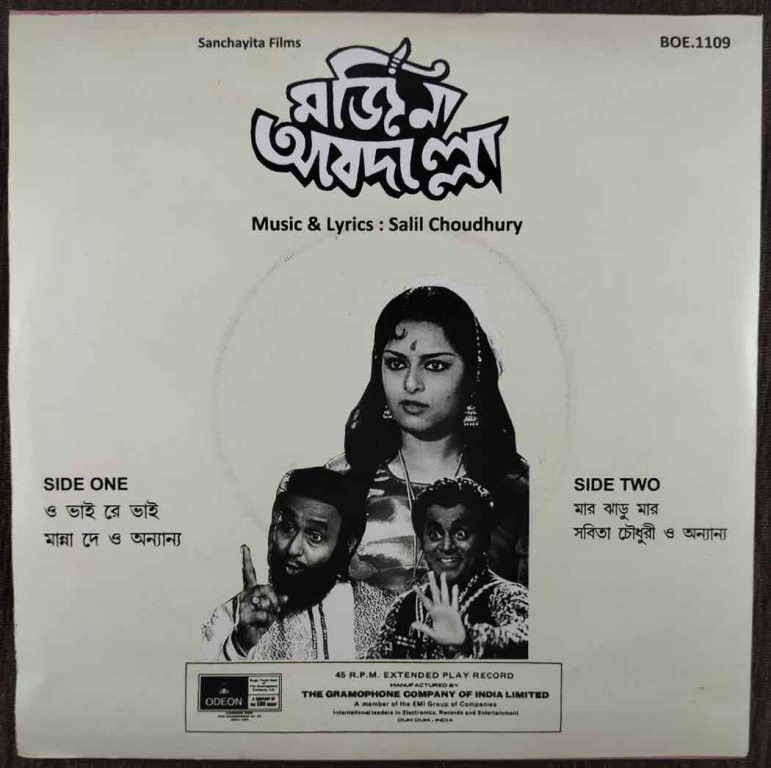 Sanchayita Films
BOE.1109
মর্জিনা
আবদাল্লা
Music & Lyrics : Salil Choudhury
SIDE ONE
ও ভাই রে ভাই
মান্না দে ও অন্যান্য
SIDE TWO
মার ঝাড়ু মার
সবিতা চৌধুরী ও অন্যান্য
ODEON
45 R.P.M. EXTENDED PLAY RECORD
MANUFACTURED BY
THE GRAMOPHONE COMPANY OF INDIA LIMITED
A member of the EMI Group of Companies
International leaders in Electronics, Records and Entertainment
DUM DUM, INDIA